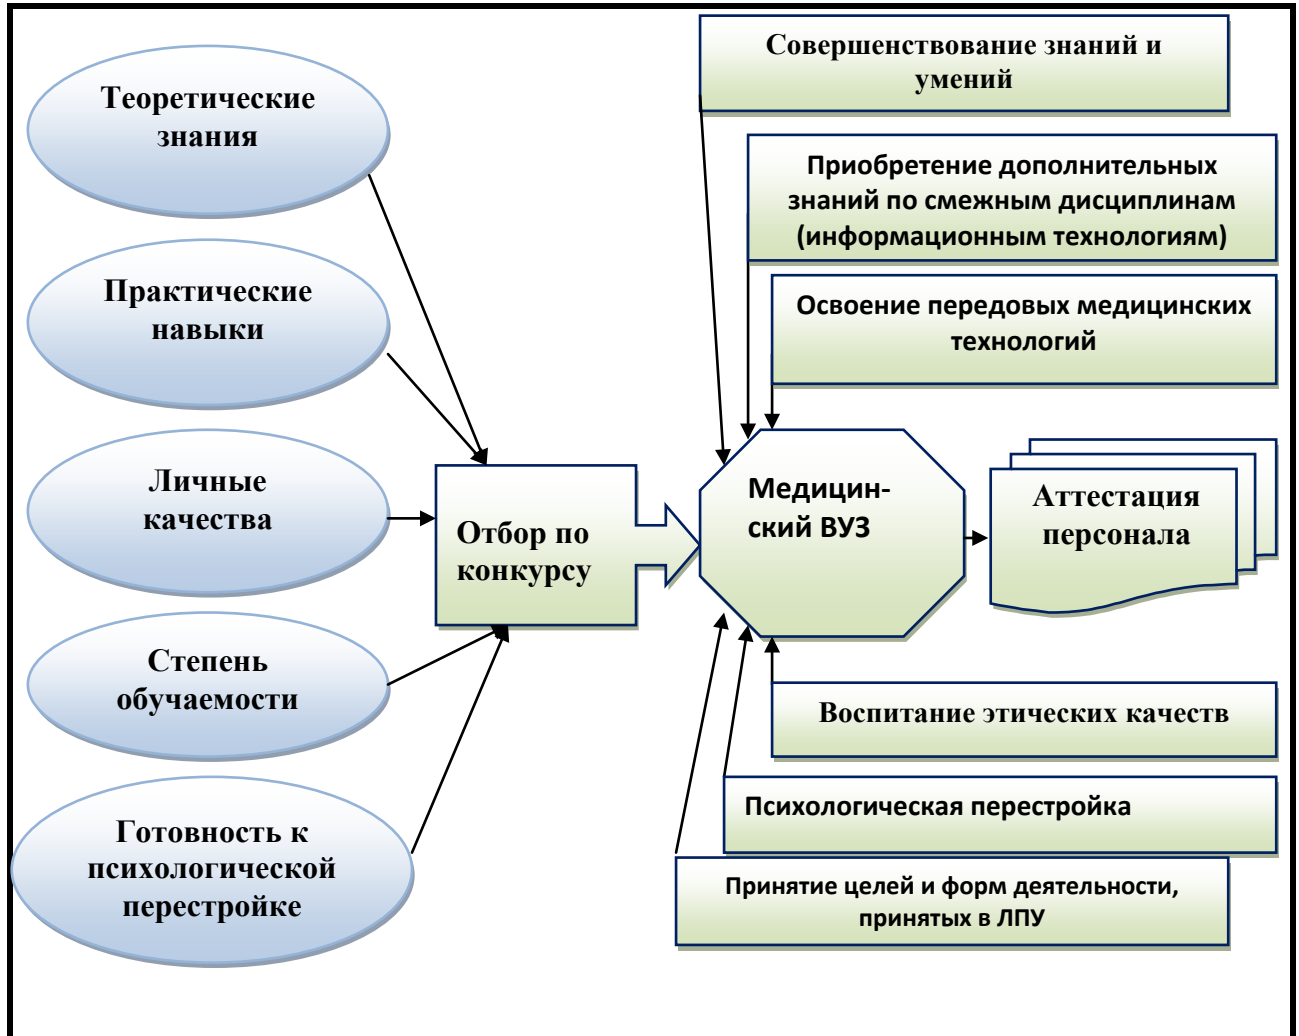 Теоретические
знания
Практические
навыки
Личные
качества
Степень
обучаемости
Готовность к
психологической
перестройке
Отбор по
конкурсу
Совершенствование знаний и
умений
Приобретение дополнительных
знаний по смежным дисциплинам
(информационным технологиям)
Освоение передовых медицинских
технологий
Медицин-
ский ВУЗ
Аттестация
персонала
Воспитание этических качеств
Психологическая перестройка
Принятие целей и форм деятельности,
принятых в ЛПУ